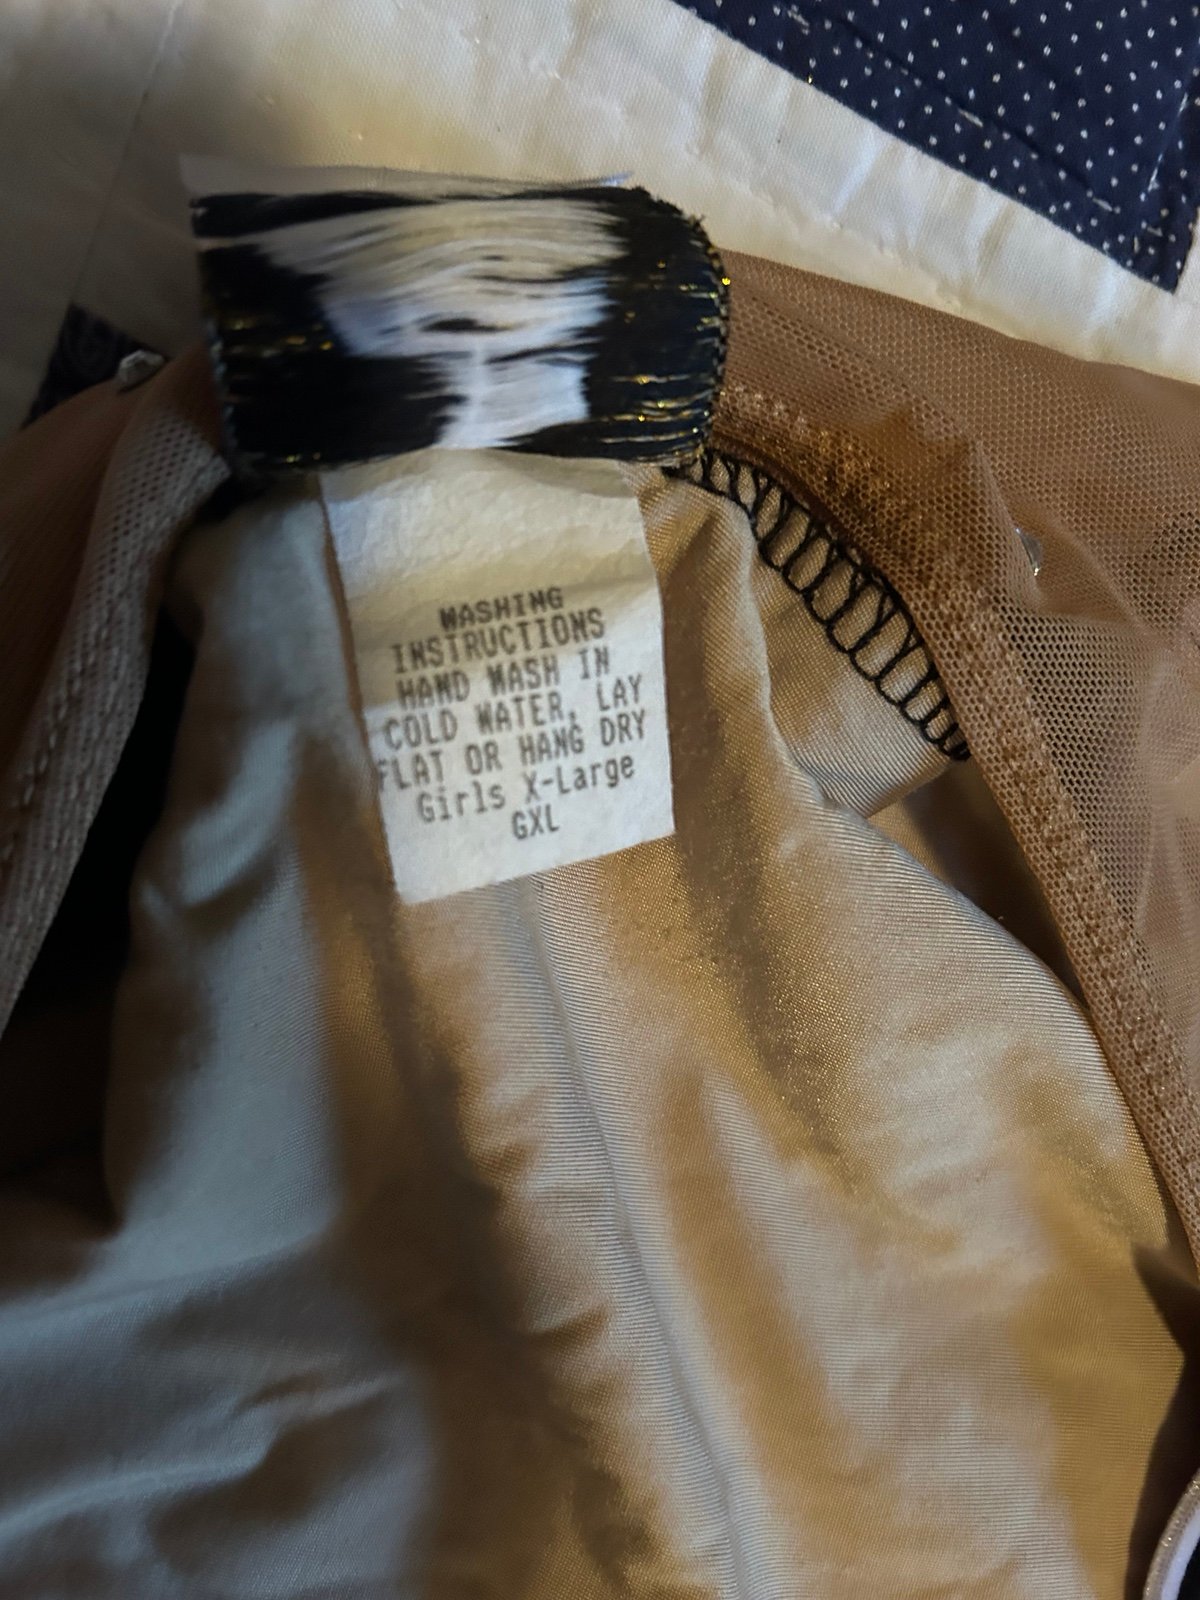 WASHING
INSTRUCTIONS
HAND WASH IN
COLD WATER, LAY
FLAT OR HANG DRY
Girls X-Large
GXL